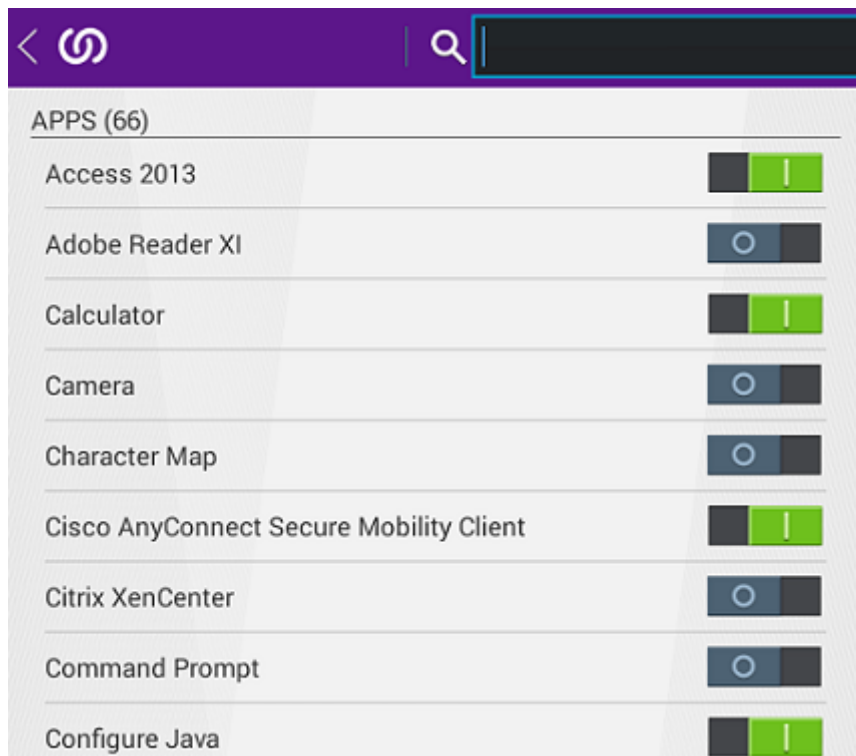 APPS (66)
Access 2013
Adobe Reader XI
Calculator
Camera
Character Map
Cisco AnyConnect Secure Mobility Client
Citrix XenCenter
Command Prompt
Configure Java